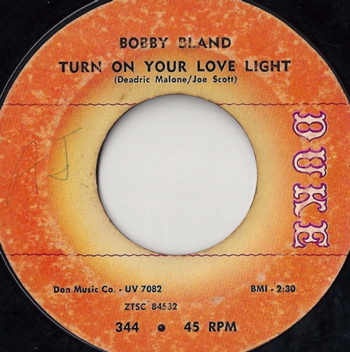 BOBBY BLAND
TURN ON YOUR LOVE LIGHT
(Deadric Malone/Joe Scott)
DUKE
Don Music Co. - UV 7082
BMI - 2:30
ZTSC 84532
344 • 45 RPM